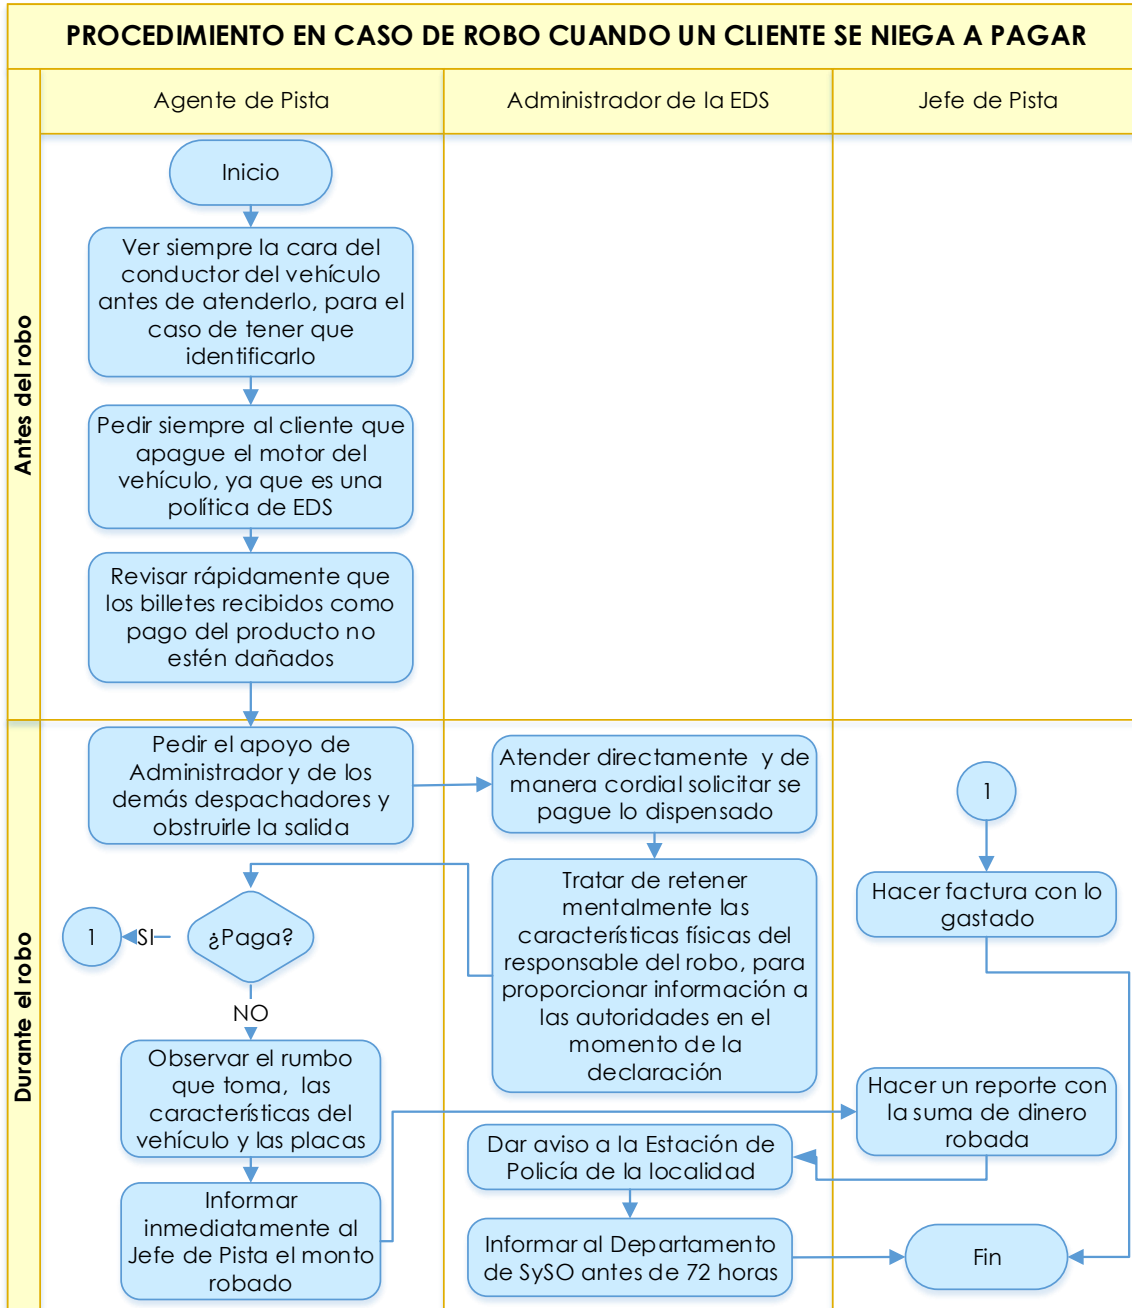 PROCEDIMIENTO EN CASO DE ROBO CUANDO UN CLIENTE SE NIEGA A PAGAR
Agente de Pista
Administrador de la EDS
Jefe de Pista
Antes del robo
Inicio
Ver siempre la cara del
conductor del vehículo
antes de atenderlo, para el
caso de tener que
identificarlo
Pedir siempre al cliente que
apague el motor del
vehículo, ya que es una
política de EDS
Revisar rápidamente que
los billetes recibidos como
pago del producto no
estén dañados
Durante el robo
Pedir el apoyo de
Administrador y de los
demás despachadores y
obstruirle la salida
Atender directamente y de
manera cordial solicitar se
pague lo dispensado
Tratar de retener
mentalmente las
características físicas del
responsable del robo, para
proporcionar información a
las autoridades en el
momento de la
declaración
¿Paga?
SI
1
NO
Observar el rumbo
que toma, las
características del
vehículo y las placas
Informar
inmediatamente al
Jefe de Pista el monto
robado
1
Hacer factura con lo
gastado
Hacer un reporte con
la suma de dinero
robada
Dar aviso a la Estación de
Policía de la localidad
Informar al Departamento
de SySO antes de 72 horas
Fin